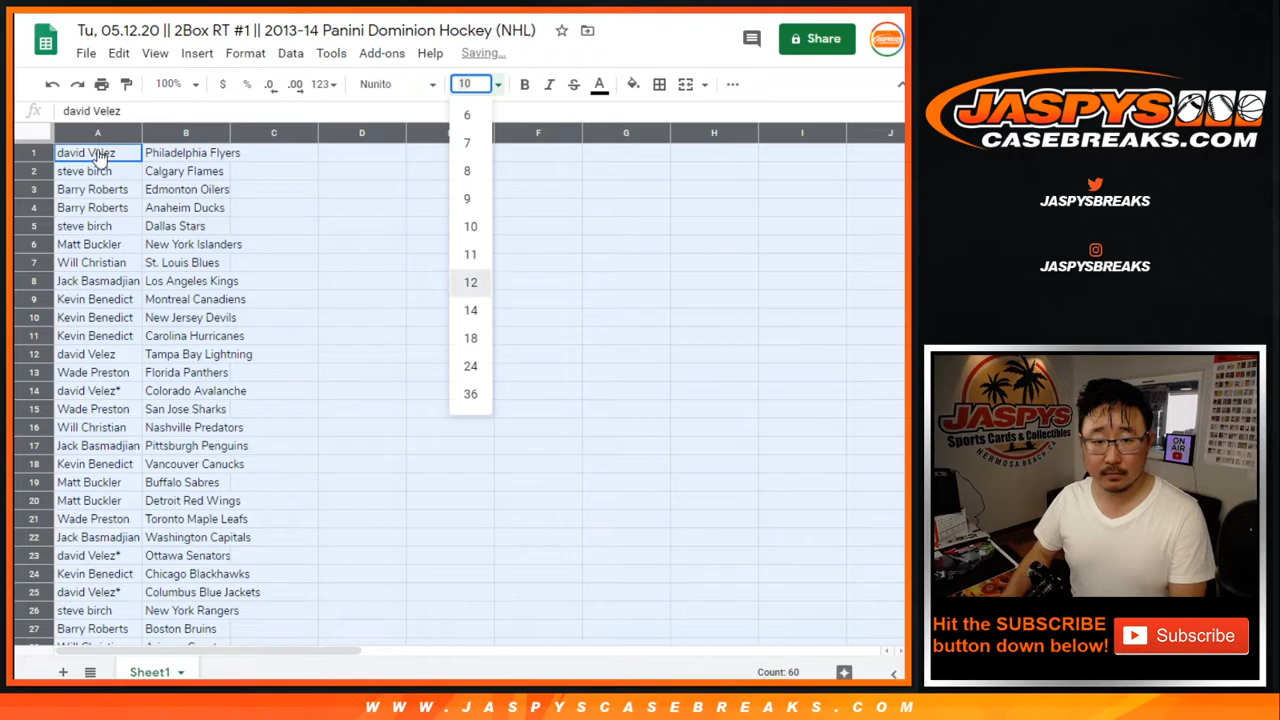 Tu, 05.12.20 || 2Box RT #1 || 2013-14 Panini Dominion Hockey (NHL)
File Edit View Insert Format Data Tools Add-ons Help Saving...
Share
100% $ % .0 .00 123 Nunito 10 B I S A
fx david Velez
A B C D F G H I J
1 david Velez Philadelphia Flyers
2 steve birch Calgary Flames
3 Barry Roberts Edmonton Oilers
4 Barry Roberts Anaheim Ducks
5 steve birch Dallas Stars
6 Matt Buckler New York Islanders
7 Will Christian St. Louis Blues
8 Jack Basmadjian Los Angeles Kings
9 Kevin Benedict Montreal Canadiens
10 Kevin Benedict New Jersey Devils
11 Kevin Benedict Carolina Hurricanes
12 david Velez Tampa Bay Lightning
13 Wade Preston Florida Panthers
14 david Velez* Colorado Avalanche
15 Wade Preston San Jose Sharks
16 Will Christian Nashville Predators
17 Jack Basmadjian Pittsburgh Penguins
18 Kevin Benedict Vancouver Canucks
19 Matt Buckler Buffalo Sabres
20 Matt Buckler Detroit Red Wings
21 Wade Preston Toronto Maple Leafs
22 Jack Basmadjian Washington Capitals
23 david Velez* Ottawa Senators
24 Kevin Benedict Chicago Blackhawks
25 david Velez* Columbus Blue Jackets
26 steve birch New York Rangers
27 Barry Roberts Boston Bruins
6
7
8
9
10
11
12
14
18
24
36
Sheet1
Count: 60
JASPYS
CASEBREAKS.COM
JASPYSBREAKS
JASPYSBREAKS
JASPY'S
Sports Cards & Collectibles
HERMOSA BEACH, CA
ON AIR
Hit the SUBSCRIBE
button down below!
Subscribe
WWW.JASPYSCASEBREAKS.COM